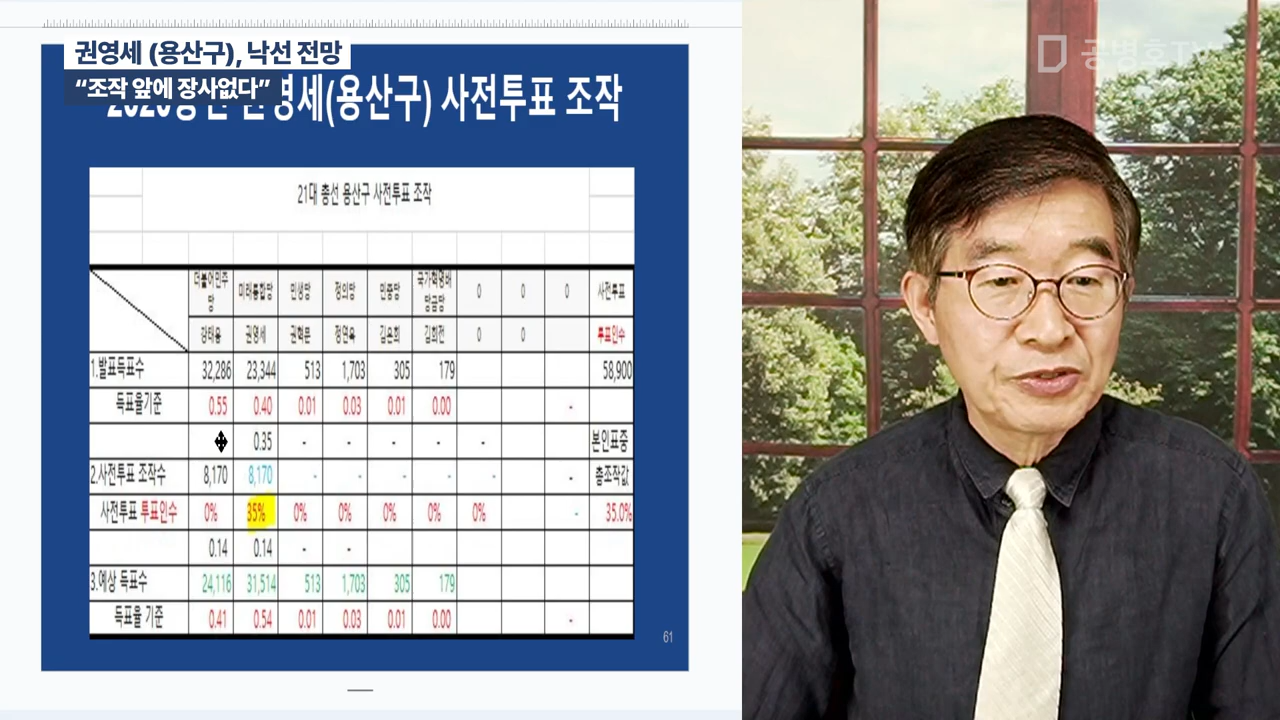 권영세 (용산구), 낙선 전망
“조작 앞에 장사없다”
영세(용산구) 사전투표 조작
공병호TV
21대 총선 용산구 사전투표 조작
더불어민주당 미래통합당 민생당 정의당 민중당 국가혁명배당금당 0 0 0 사전투표
강태웅 권영세 권혁문 정연욱 김은희 김희전 0 0 투표인수
1.발표득표수 32,286 23,344 513 1,703 305 179 58,900
득표율기준 0.55 0.40 0.01 0.03 0.01 0.00 -
0.35 - - - - 본인표중
2.사전투표 조작수 8,170 8,170 - - - - - - 총조작값
사전투표 투표인수 0% 35% 0% 0% 0% 0% 0% - 35.0%
0.14 0.14 - -
3.예상 득표수 24,116 31,514 513 1,703 305 179
득표율 기준 0.41 0.54 0.01 0.03 0.01 0.00 -
61